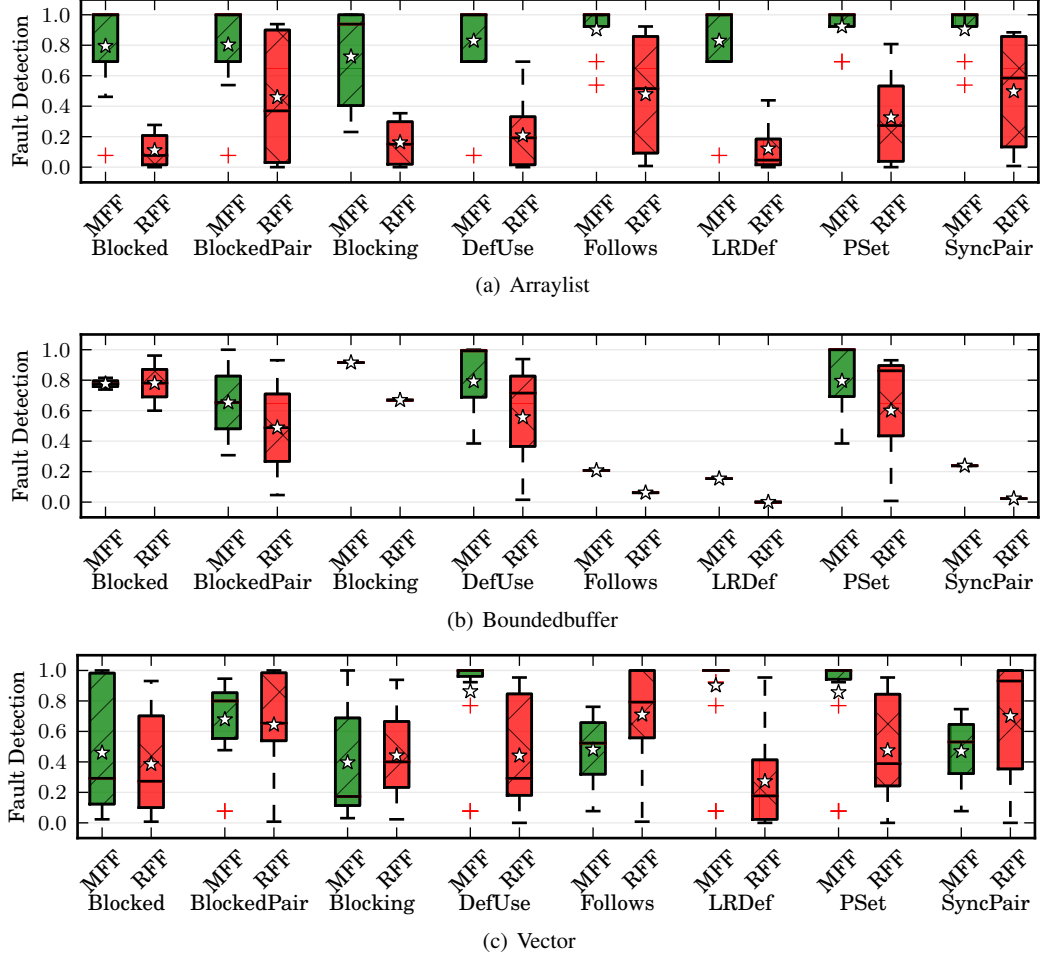 Fault Detection
1.0
0.8
0.6
0.4
0.2
0.0
MFF RFF MFF RFF MFF RFF MFF RFF MFF RFF MFF RFF MFF RFF MFF RFF
Blocked BlockedPair Blocking DefUse Follows LRDef PSet SyncPair
(a) Arraylist
Fault Detection
1.0
0.8
0.6
0.4
0.2
0.0
MFF RFF MFF RFF MFF RFF MFF RFF MFF RFF MFF RFF MFF RFF MFF RFF
Blocked BlockedPair Blocking DefUse Follows LRDef PSet SyncPair
(b) Boundedbuffer
Fault Detection
1.0
0.8
0.6
0.4
0.2
0.0
MFF RFF MFF RFF MFF RFF MFF RFF MFF RFF MFF RFF MFF RFF MFF RFF
Blocked BlockedPair Blocking DefUse Follows LRDef PSet SyncPair
(c) Vector